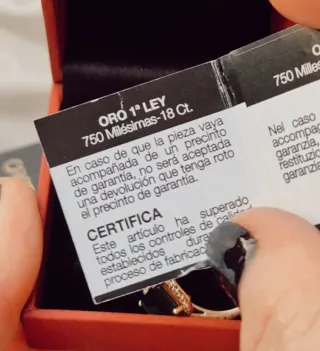 ORO 1ª LEY
750 Milésimas-18 Ct.
En caso de que la pieza vaya
acompañada de un precinto
de garantía, no será aceptada
una devolución que tenga roto
el precinto de garantía.
CERTIFICA
Este artículo ha superado
todos los controles de calidad
establecidos
proceso de fabricac
O
750 Milés
Nel caso
accompag
garanzia,
restituzio
garanzia